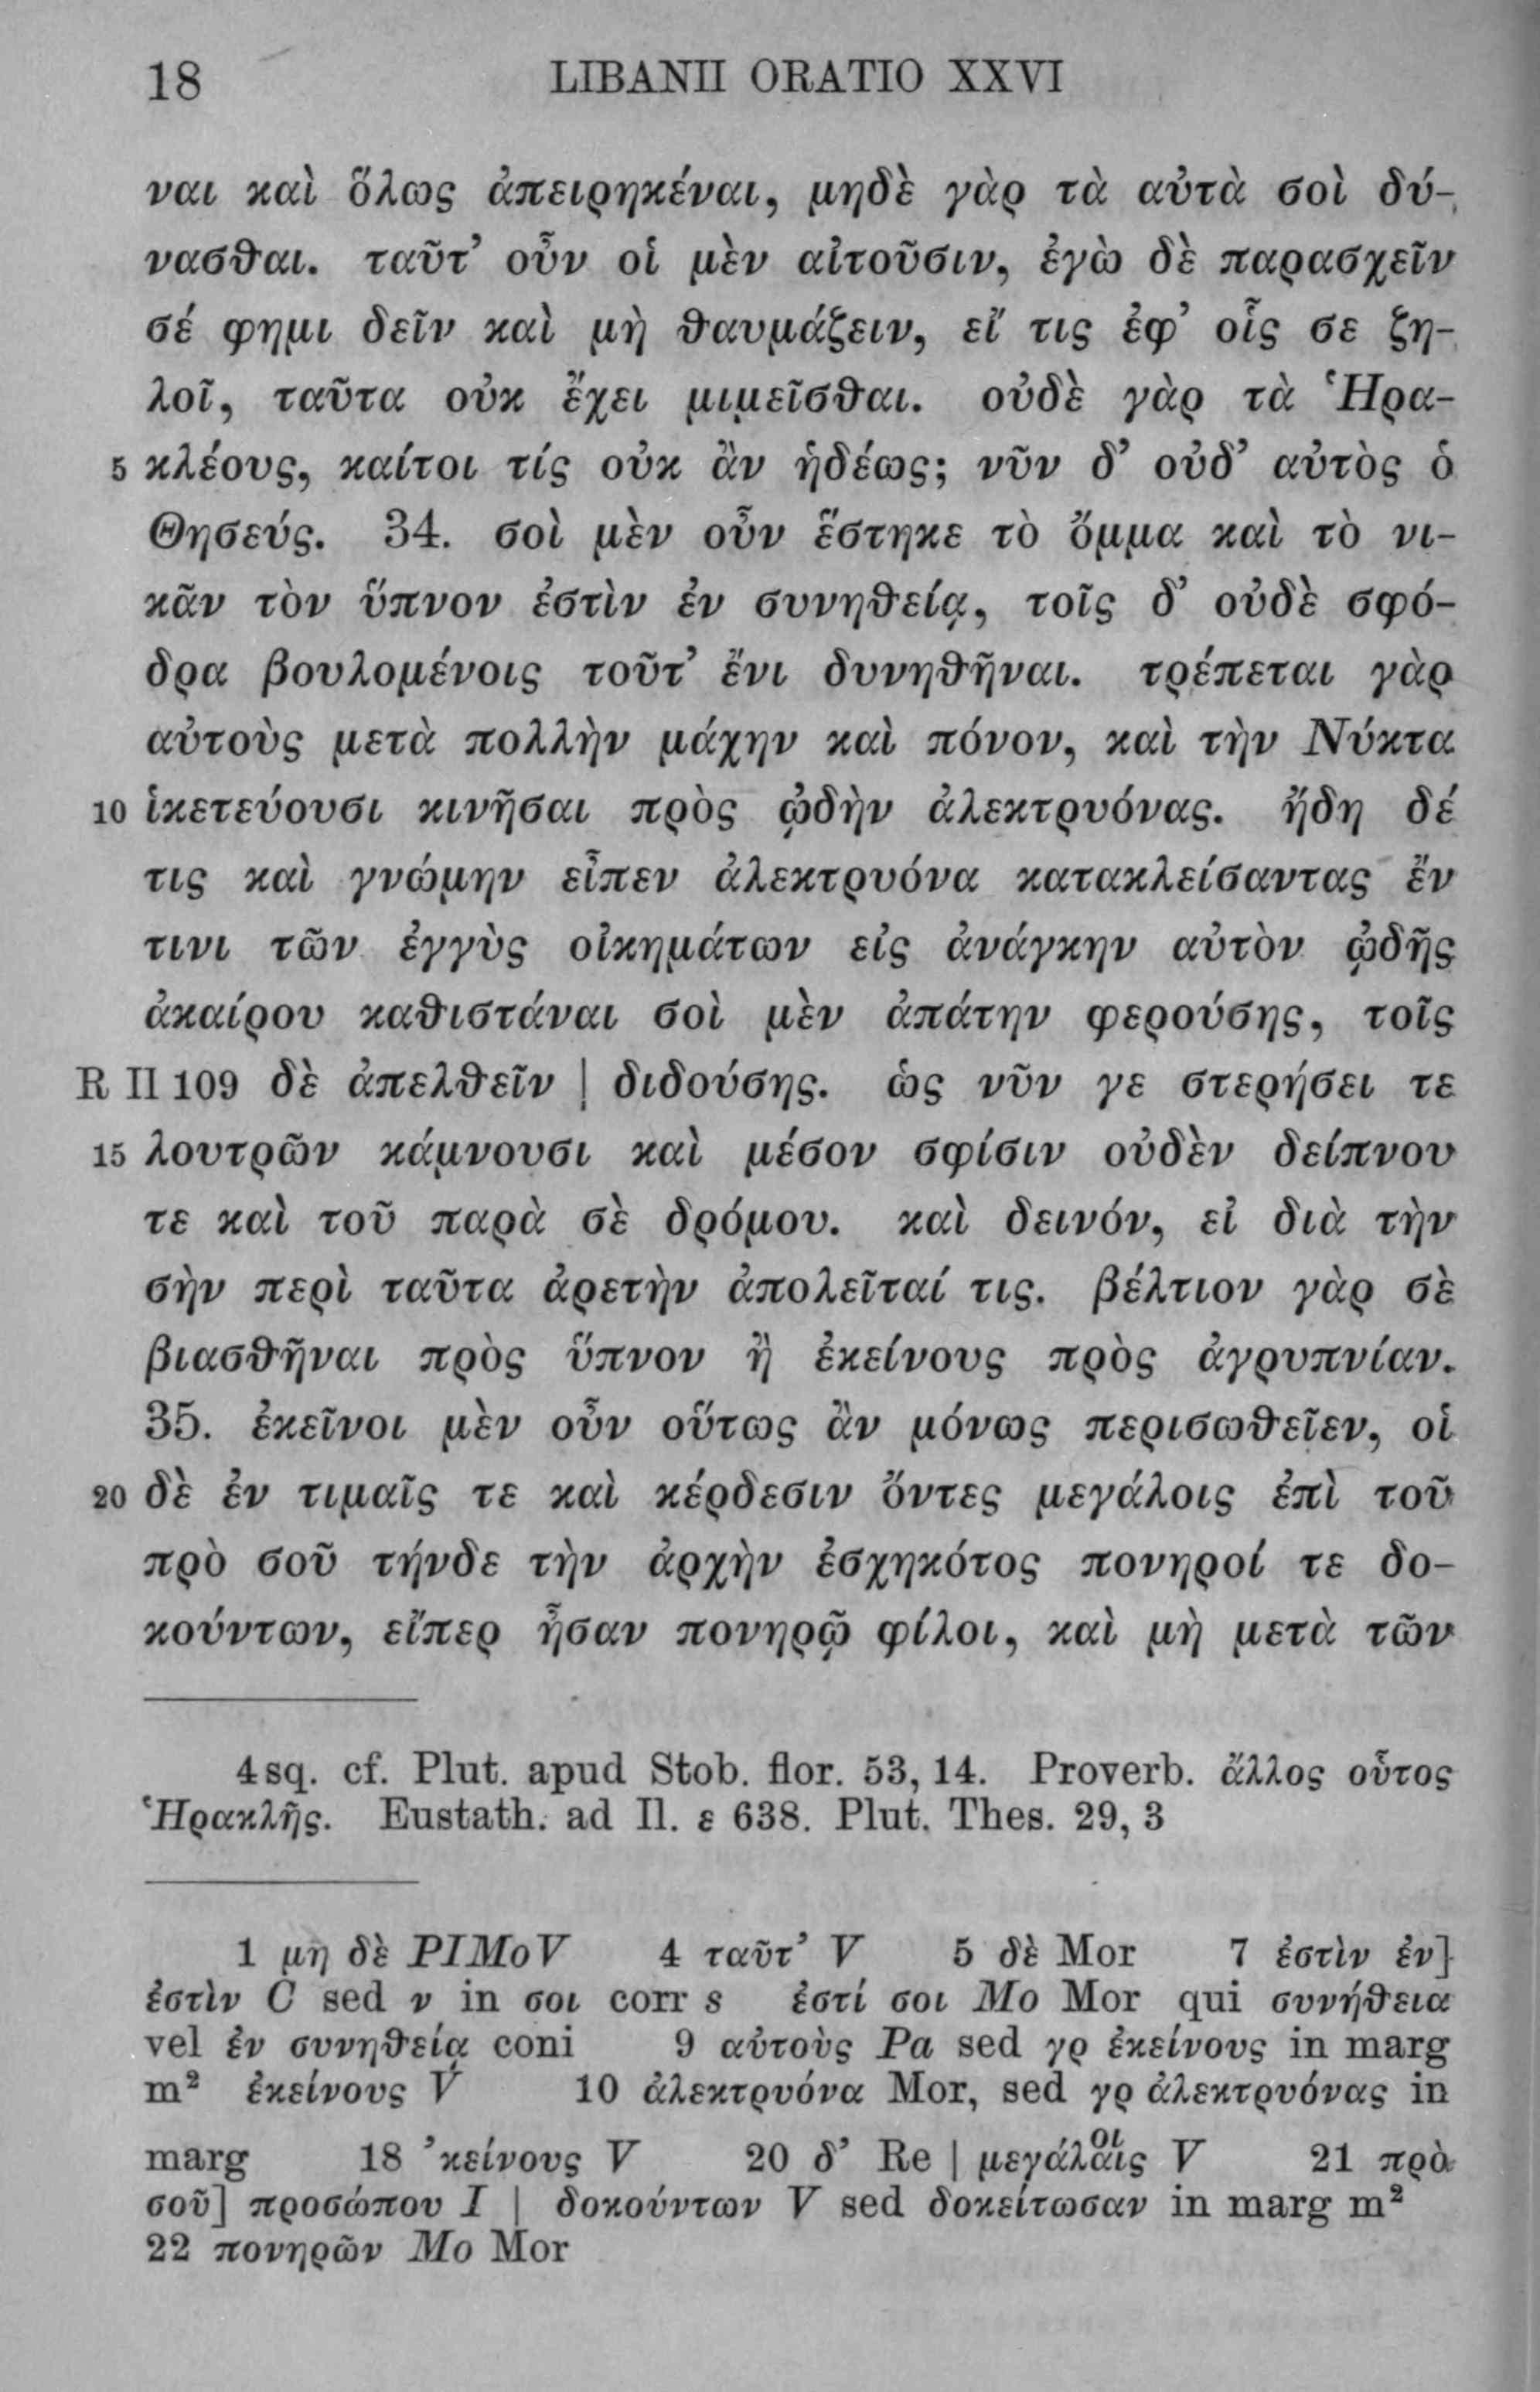 18 LIBANII ORATIO XXVI
ναι καὶ ὅλως ἀπειρηκέναι, μηδὲ γὰρ τὰ αὐτὰ σοὶ δύ-
νασθαι. ταῦτ’ οὖν οἱ μὲν αἰτοῦσιν, ἐγὼ δὲ παρασχεῖν
σέ φημι δεῖν καὶ μὴ θαυμάζειν, εἴ τις ἐφ’ οἷς σε ζη-
λοῖ, ταῦτα οὐκ ἔχει μιμεῖσθαι. οὐδὲ γὰρ τὰ Ἡρα-
5 κλέους, καίτοι τίς οὐκ ἂν ἡδέως; νῦν δ’ οὐδ’ αὐτὸς ὁ
Θησεύς. 34. σοὶ μὲν οὖν ἕστηκε τὸ ὄμμα καὶ τὸ νι-
κᾶν τὸν ὕπνον ἐστὶν ἐν συνηθείᾳ, τοῖς δ’ οὐδὲ σφό-
δρα βουλομένοις τοῦτ’ ἔνι δυνηθῆναι. τρέπεται γὰρ
αὐτοὺς μετὰ πολλὴν μάχην καὶ πόνον, καὶ τὴν Νύκτα
10 ἱκετεύουσι κινῆσαι πρὸς ᾠδὴν ἀλεκτρυόνας. ἤδη δέ
τις καὶ γνώμην εἶπεν ἀλεκτρυόνα κατακλείσαντας ἔν
τινι τῶν ἐγγὺς οἰκημάτων εἰς ἀνάγκην αὐτὸν ᾠδῆς
ἀκαίρου καθιστάναι σοὶ μὲν ἀπάτην φερούσης, τοῖς
R II 109 δὲ ἀπελθεῖν | διδούσης. ὡς νῦν γε στερήσει τε
15 λουτρῶν κάμνουσι καὶ μέσον σφίσιν οὐδὲν δείπνου
τε καὶ τοῦ παρὰ σὲ δρόμου. καὶ δεινόν, εἰ διὰ τὴν
σὴν περὶ ταῦτα ἀρετὴν ἀπολεῖταί τις. βέλτιον γὰρ σὲ
βιασθῆναι πρὸς ὕπνον ἢ ἐκείνους πρὸς ἀγρυπνίαν.
35. ἐκεῖνοι μὲν οὖν οὕτως ἂν μόνως περισωθεῖεν, οἱ
20 δὲ ἐν τιμαῖς τε καὶ κέρδεσιν ὄντες μεγάλοις ἐπὶ τοῦ
πρὸ σοῦ τήνδε τὴν ἀρχὴν ἐσχηκότος πονηροί τε δο-
κούντων, εἴπερ ἦσαν πονηρῷ φίλοι, καὶ μὴ μετὰ τῶν
4 sq. cf. Plut. apud Stob. flor. 53, 14. Proverb. ἄλλος οὗτος
Ἡρακλῆς. Eustath. ad Il. ε 638. Plut. Thes. 29, 3
1 μη δὲ PIMoV 4 ταῦτ’ V 5 δὲ Mor 7 ἐστὶν ἐν]
ἐστὶν C sed ν in σοι corr s ἐστί σοι Mo Mor qui συνήθεια
vel ἐν συνηθείᾳ coni 9 αὐτοὺς Pa sed γρ ἐκείνους in marg
m² ἐκείνους V 10 ἀλεκτρυόνα Mor, sed γρ ἀλεκτρυόνας in
marg 18 ’κείνους V 20 δ’ Re | μεγάλαις οι V 21 πρὸ
σοῦ] προσώπου I | δοκούντων V sed δοκείτωσαν in marg m²
22 πονηρῶν Mo Mor